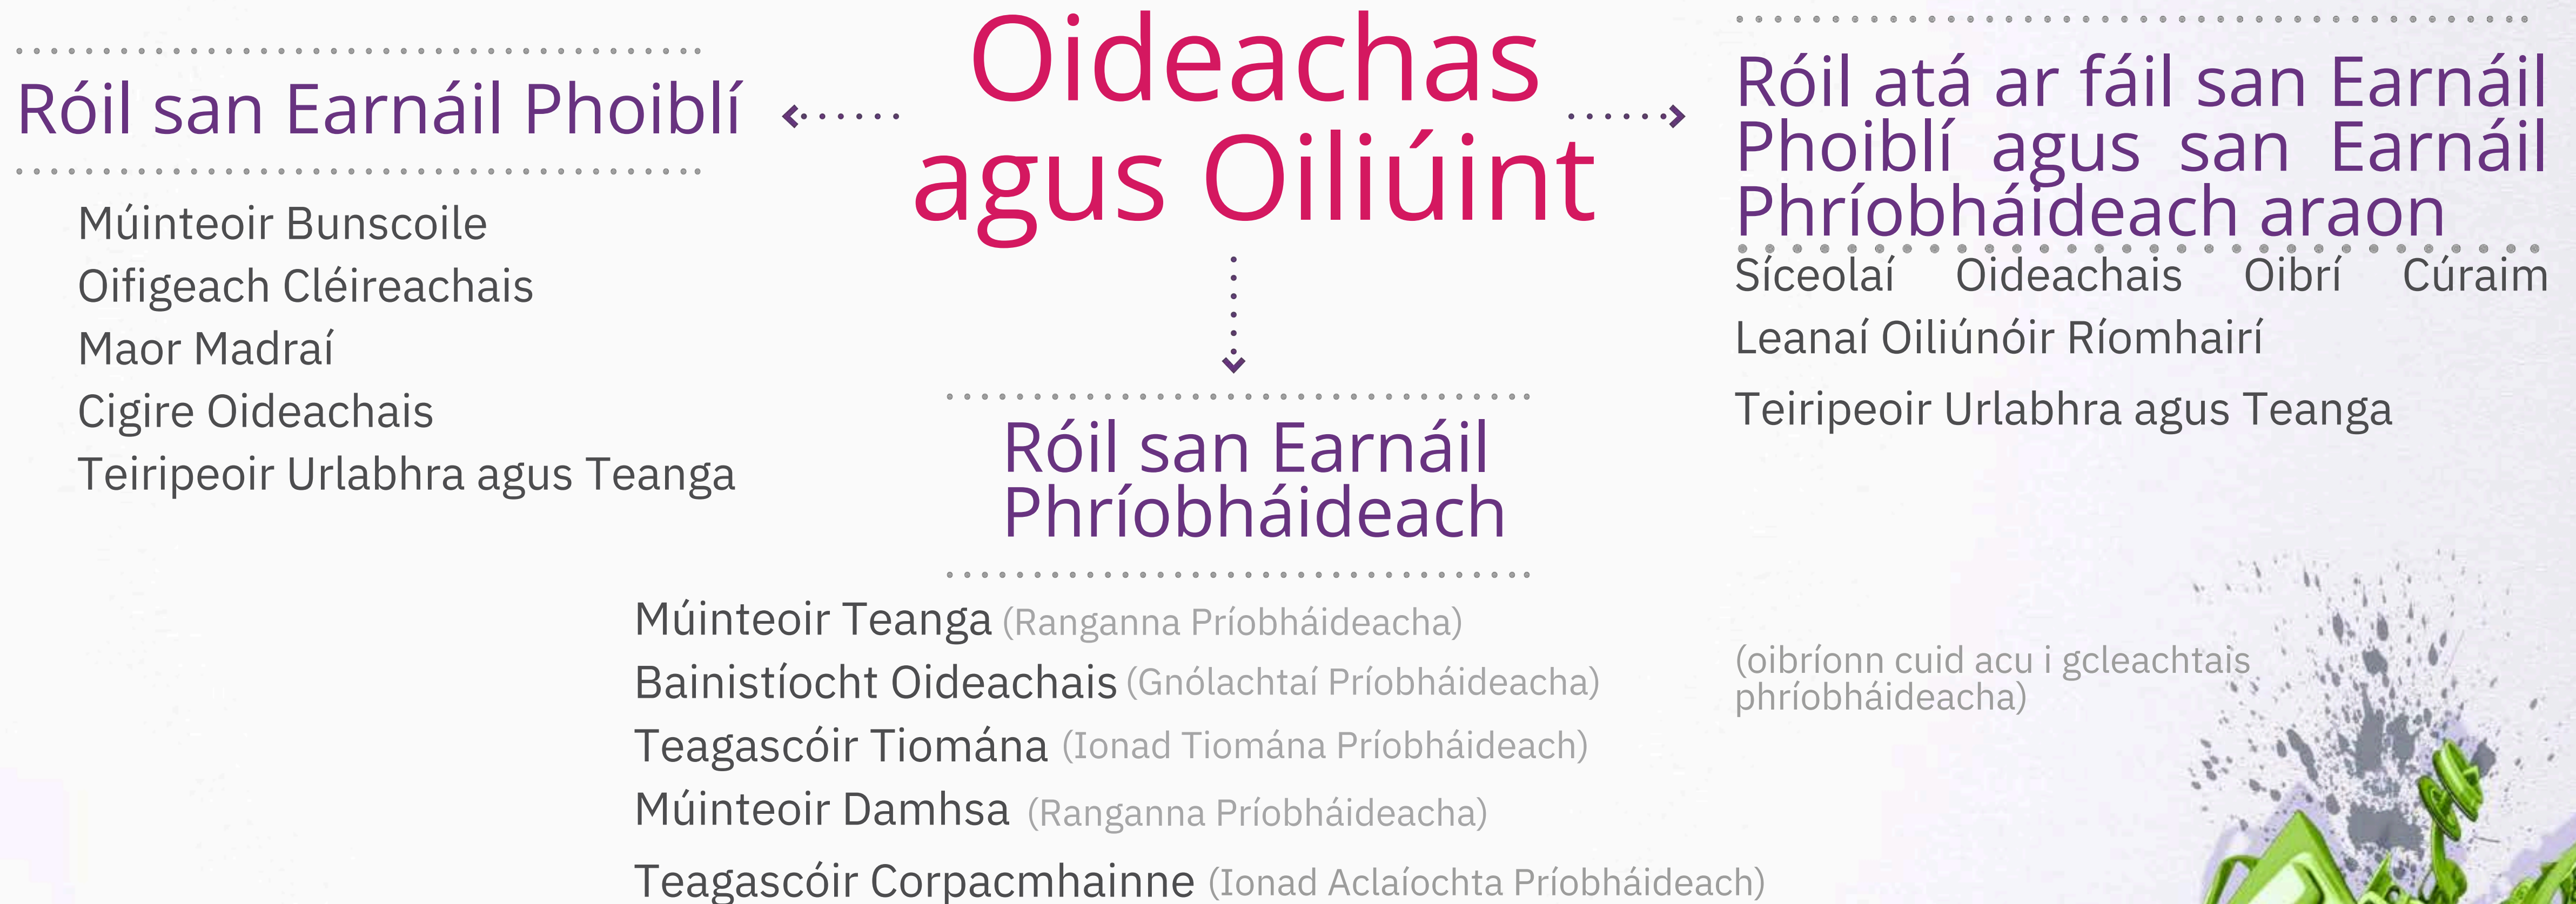 Oideachas
agus Oiliúint
Róil san Earnáil Phoiblí
Múinteoir Bunscoile
Oifigeach Cléireachais
Maor Madraí
Cigire Oideachais
Teiripeoir Urlabhra agus Teanga
Róil san Earnáil
Phríobháideach
Múinteoir Teanga (Ranganna Príobháideacha)
Bainistíocht Oideachais (Gnólachtaí Príobháideacha)
Teagascóir Tiomána (Ionad Tiomána Príobháideach)
Múinteoir Damhsa (Ranganna Príobháideacha)
Teagascóir Corpacmhainne (Ionad Aclaíochta Príobháideach)
Róil atá ar fáil san Earnáil
Phoiblí agus san Earnáil
Phríobháideach araon
Síceolaí Oideachais Oibrí Cúraim
Leanaí Oiliúnóir Ríomhairí
Teiripeoir Urlabhra agus Teanga
(oibríonn cuid acu i gcleachtais
phríobháideacha)